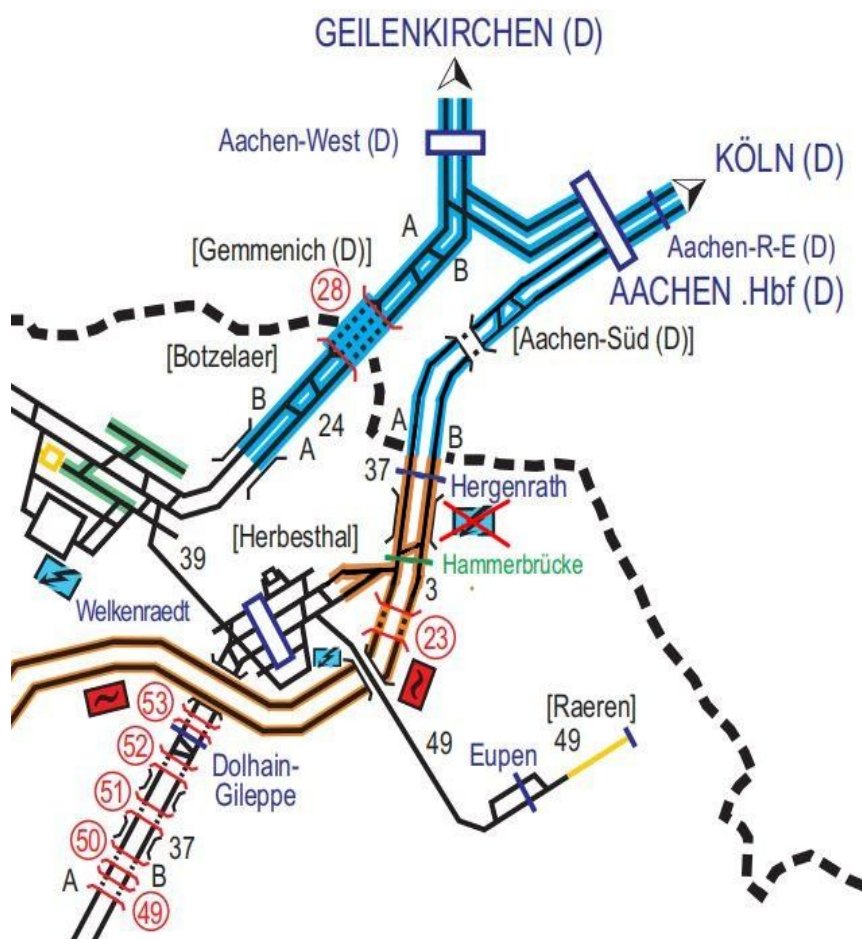 GEILENKIRCHEN (D)
Aachen-West (D)
KÖLN (D)
A
B
[Gemmenich (D)]
Aachen-R-E (D)
28
AACHEN .Hbf (D)
[Aachen-Süd (D)]
[Botzelaer]
B
24
A
A
B
37
Hergenrath
[Herbesthal]
39
Hammerbrücke
3
Welkenraedt
23
53
[Raeren]
52
Dolhain-
Gileppe
49
Eupen
49
51
50
37
A
B
49